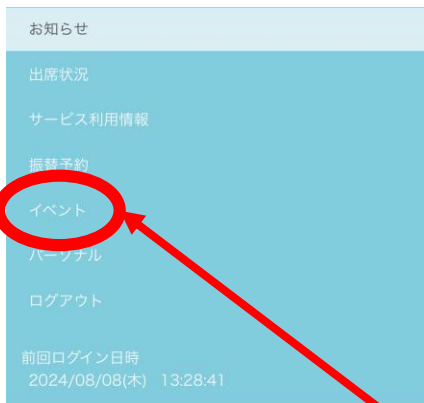 お知らせ
出席状況
サービス利用情報
振替予約
イベント
パーソナル
ログアウト
前回ログイン日時
2024/08/08(木) 13:28:41